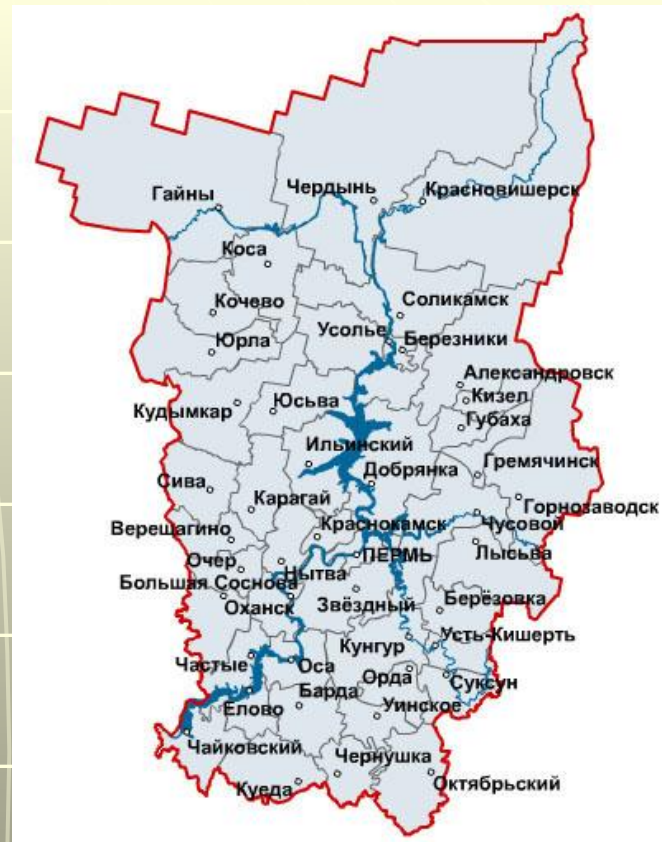 Гайны
Чердынь
Красновишерск
Коса
Кочево
Соликамск
Усолье
Березники
Юрла
Александровск
Кизел
Кудымкар
Юсьва
Губаха
Ильинский
Добрянка
Гремячинск
Сива
Карагай
Горнозаводск
Краснокамск
Чусовой
Верещагино
ПЕРМЬ
Лысьва
Очер
Нытва
Большая Соснова
Звёздный
Берёзовка
Оханск
Кунгур
Усть-Кишерть
Частые
Оса
Орда
Суксун
Барда
Елово
Уинское
Чайковский
Чернушка
Куеда
Октябрьский